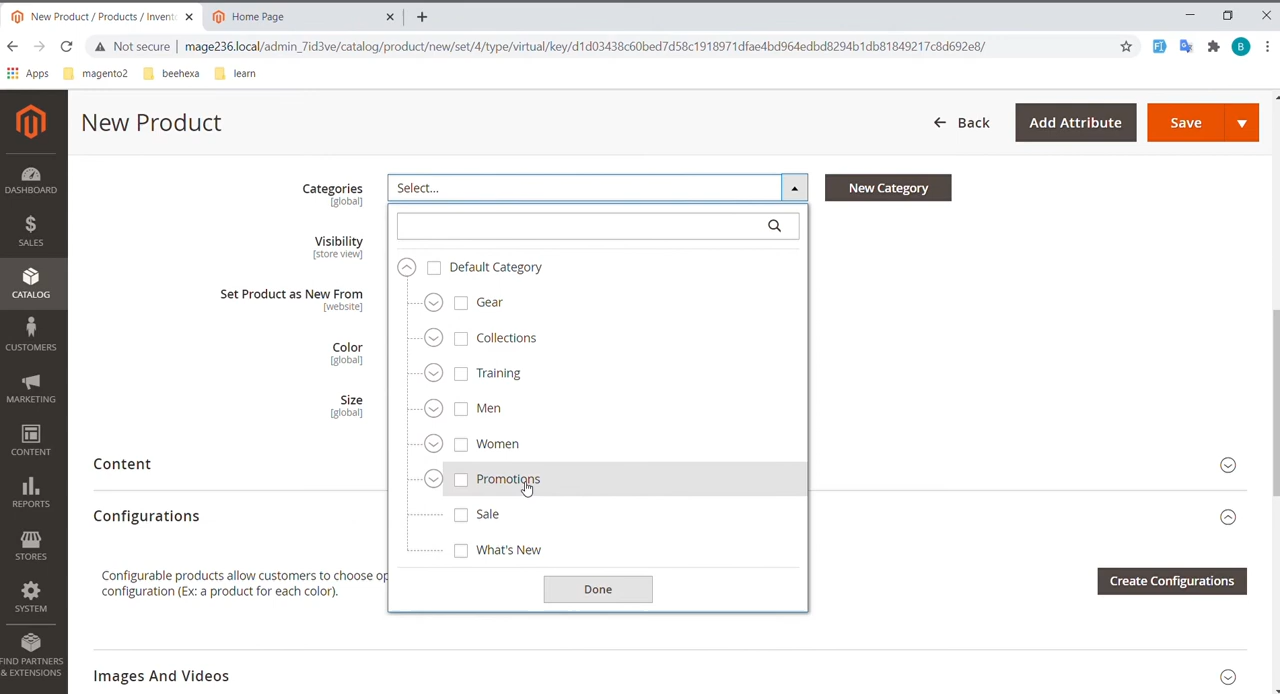 New Product / Products / Invent
Home Page
Not secure
mage236.local/admin_7id3ve/catalog/product/new/set/4/type/virtual/key/d1d03438c60bed7d58c1918971dfae4bd964edbd8294b1db81849217c8d692e8/
B
Apps
magento2
beehexa
learn
New Product
Back
Add Attribute
Save
DASHBOARD
SALES
CATALOG
CUSTOMERS
MARKETING
CONTENT
REPORTS
STORES
SYSTEM
FIND PARTNERS
& EXTENSIONS
Categories
[global]
Select...
New Category
Visibility
[store view]
Set Product as New From
[website]
Color
[global]
Size
[global]
Default Category
Gear
Collections
Training
Men
Women
Promotions
Sale
What's New
Done
Content
Configurations
Configurable products allow customers to choose op
configuration (Ex: a product for each color).
Create Configurations
Images And Videos